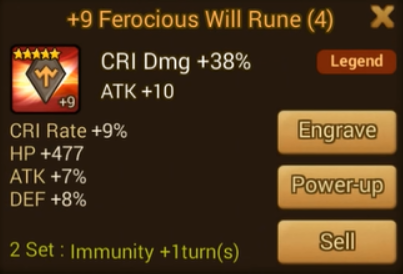 +9 Ferocious Will Rune (4)
CRI Dmg +38%
Legend
ATK +10
+9
CRI Rate +9%
HP +477
ATK +7%
DEF +8%
Engrave
Power-up
Sell
2 Set : Immunity +1turn(s)